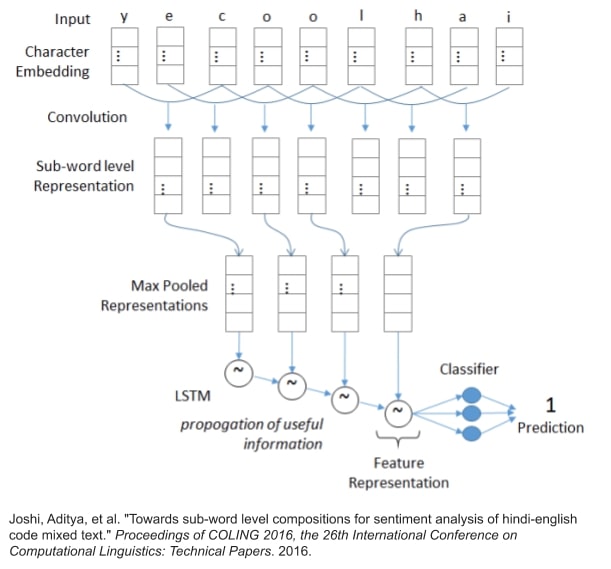 Input y e c o o l h a i
Character
Embedding
Convolution
Sub-word level
Representation
Max Pooled
Representations
LSTM
propogation of useful
information
Classifier
1
Prediction
Feature
Representation
Joshi, Aditya, et al. "Towards sub-word level compositions for sentiment analysis of hindi-english
code mixed text." Proceedings of COLING 2016, the 26th International Conference on
Computational Linguistics: Technical Papers. 2016.